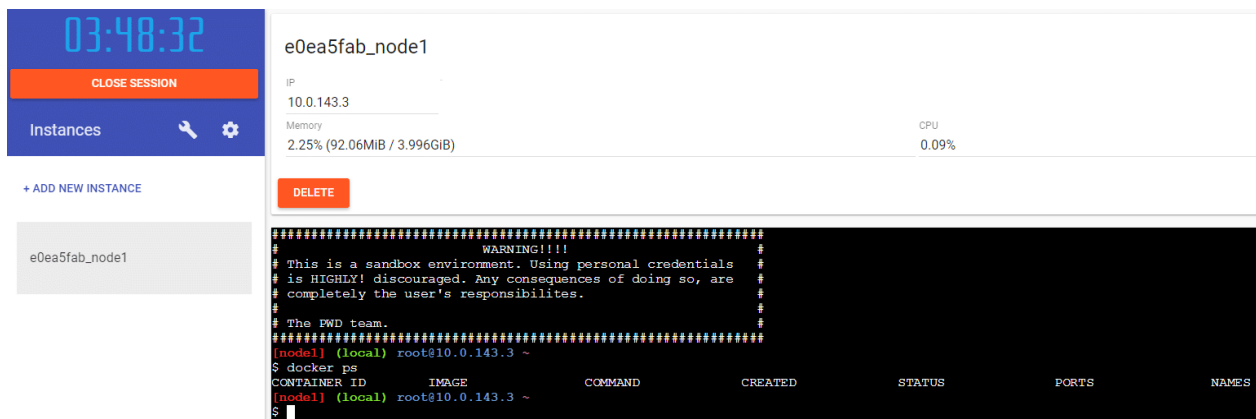 03:48:32
CLOSE SESSION
Instances
+ ADD NEW INSTANCE
e0ea5fab_node1
e0ea5fab_node1
IP
10.0.143.3
Memory
CPU
2.25% (92.06MiB / 3.996GiB)
0.09%
DELETE
###############################################################
#                          WARNING!!!!                        #
# This is a sandbox environment. Using personal credentials   #
# is HIGHLY! discouraged. Any consequences of doing so, are   #
# completely the user's responsibilites.                      #
#                                                             #
# The PWD team.                                               #
###############################################################
[node1] (local) root@10.0.143.3 ~
$ docker ps
CONTAINER ID        IMAGE               COMMAND             CREATED             STATUS              PORTS               NAMES
[node1] (local) root@10.0.143.3 ~
$